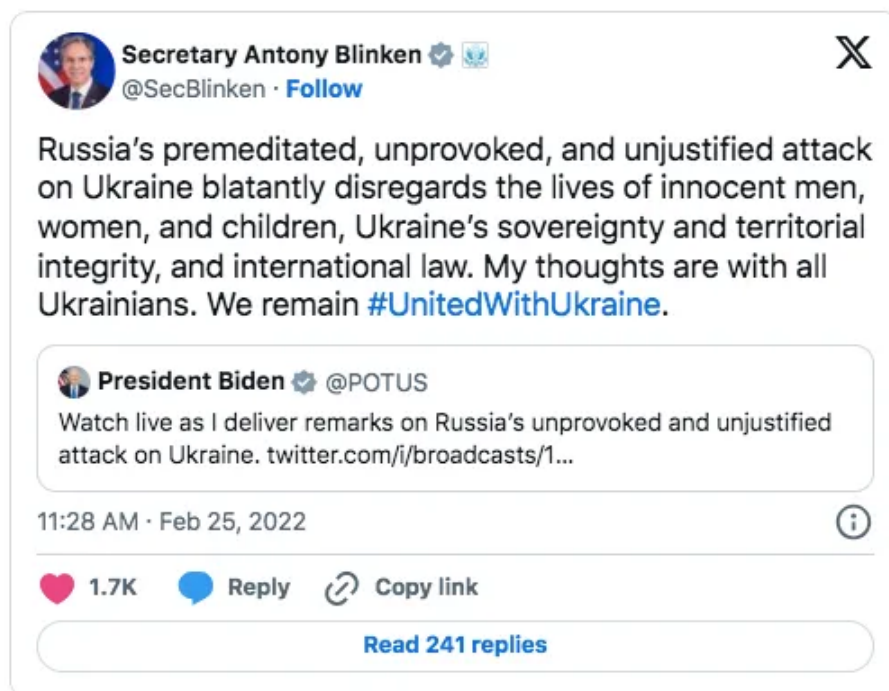 Secretary Antony Blinken
@SecBlinken · Follow
X
Russia’s premeditated, unprovoked, and unjustified attack
on Ukraine blatantly disregards the lives of innocent men,
women, and children, Ukraine’s sovereignty and territorial
integrity, and international law. My thoughts are with all
Ukrainians. We remain #UnitedWithUkraine.
President Biden @POTUS
Watch live as I deliver remarks on Russia’s unprovoked and unjustified
attack on Ukraine. twitter.com/i/broadcasts/1...
11:28 AM · Feb 25, 2022
1.7K Reply Copy link
Read 241 replies